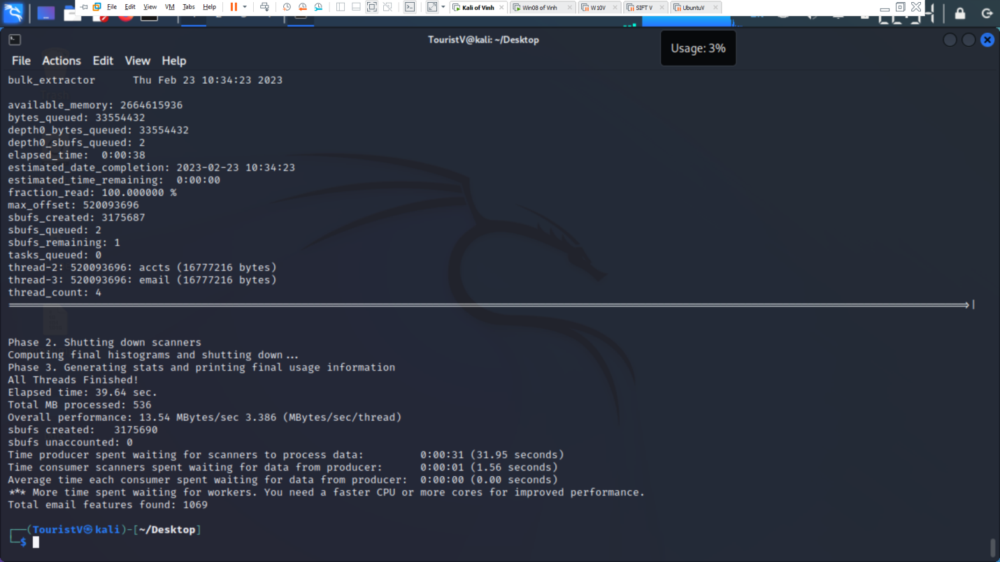 File Edit View VM Tabs Help
Kali of Vinh
Win08 of Vinh
W10V
SIFT V
UbuntuV
TouristV@kali: ~/Desktop
Usage: 3%
File Actions Edit View Help
bulk_extractor      Thu Feb 23 10:34:23 2023
available_memory: 2664615936
bytes_queued: 33554432
depth0_bytes_queued: 33554432
depth0_sbufs_queued: 2
elapsed_time:  0:00:38
estimated_date_completion: 2023-02-23 10:34:23
estimated_time_remaining:  0:00:00
fraction_read: 100.000000 %
max_offset: 520093696
sbufs_created: 3175687
sbufs_queued: 2
sbufs_remaining: 1
tasks_queued: 0
thread-2: 520093696: accts (16777216 bytes)
thread-3: 520093696: email (16777216 bytes)
thread_count: 4
Phase 2. Shutting down scanners
Computing final histograms and shutting down...
Phase 3. Generating stats and printing final usage information
All Threads Finished!
Elapsed time: 39.64 sec.
Total MB processed: 536
Overall performance: 13.54 MBytes/sec 3.386 (MBytes/sec/thread)
sbufs created:   3175690
sbufs unaccounted: 0
Time producer spent waiting for scanners to process data:         0:00:31 (31.95 seconds)
Time consumer scanners spent waiting for data from producer:      0:00:01 (1.56 seconds)
Average time each consumer spent waiting for data from producer:  0:00:00 (0.00 seconds)
*** More time spent waiting for workers. You need a faster CPU or more cores for improved performance.
Total email features found: 1069
┌──(TouristV㉿kali)-[~/Desktop]
└─$